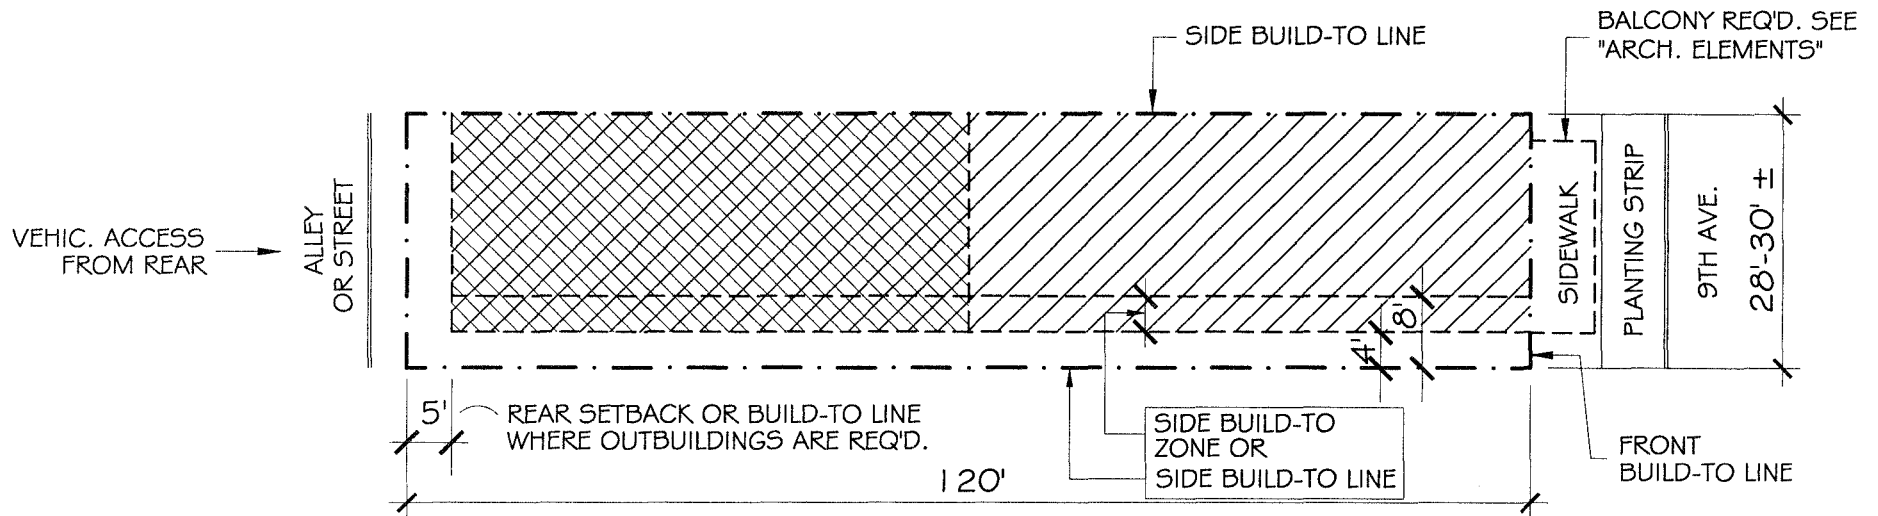 SIDE BUILD-TO LINE
BALCONY REQ'D. SEE
"ARCH. ELEMENTS"
VEHIC. ACCESS
FROM REAR
ALLEY
OR STREET
SIDEWALK
PLANTING STRIP
9TH AVE.
28'-30' ±
8'
4'
5'
REAR SETBACK OR BUILD-TO LINE
WHERE OUTBUILDINGS ARE REQ'D.
SIDE BUILD-TO
ZONE OR
SIDE BUILD-TO LINE
FRONT
BUILD-TO LINE
120'